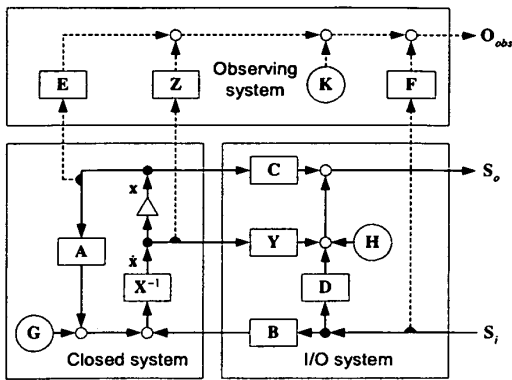 O_obs
E
Z
K
F
Observing
system
x
C
S_o
A
Y
H
ẋ
X⁻¹
D
G
B
S_i
Closed system
I/O system